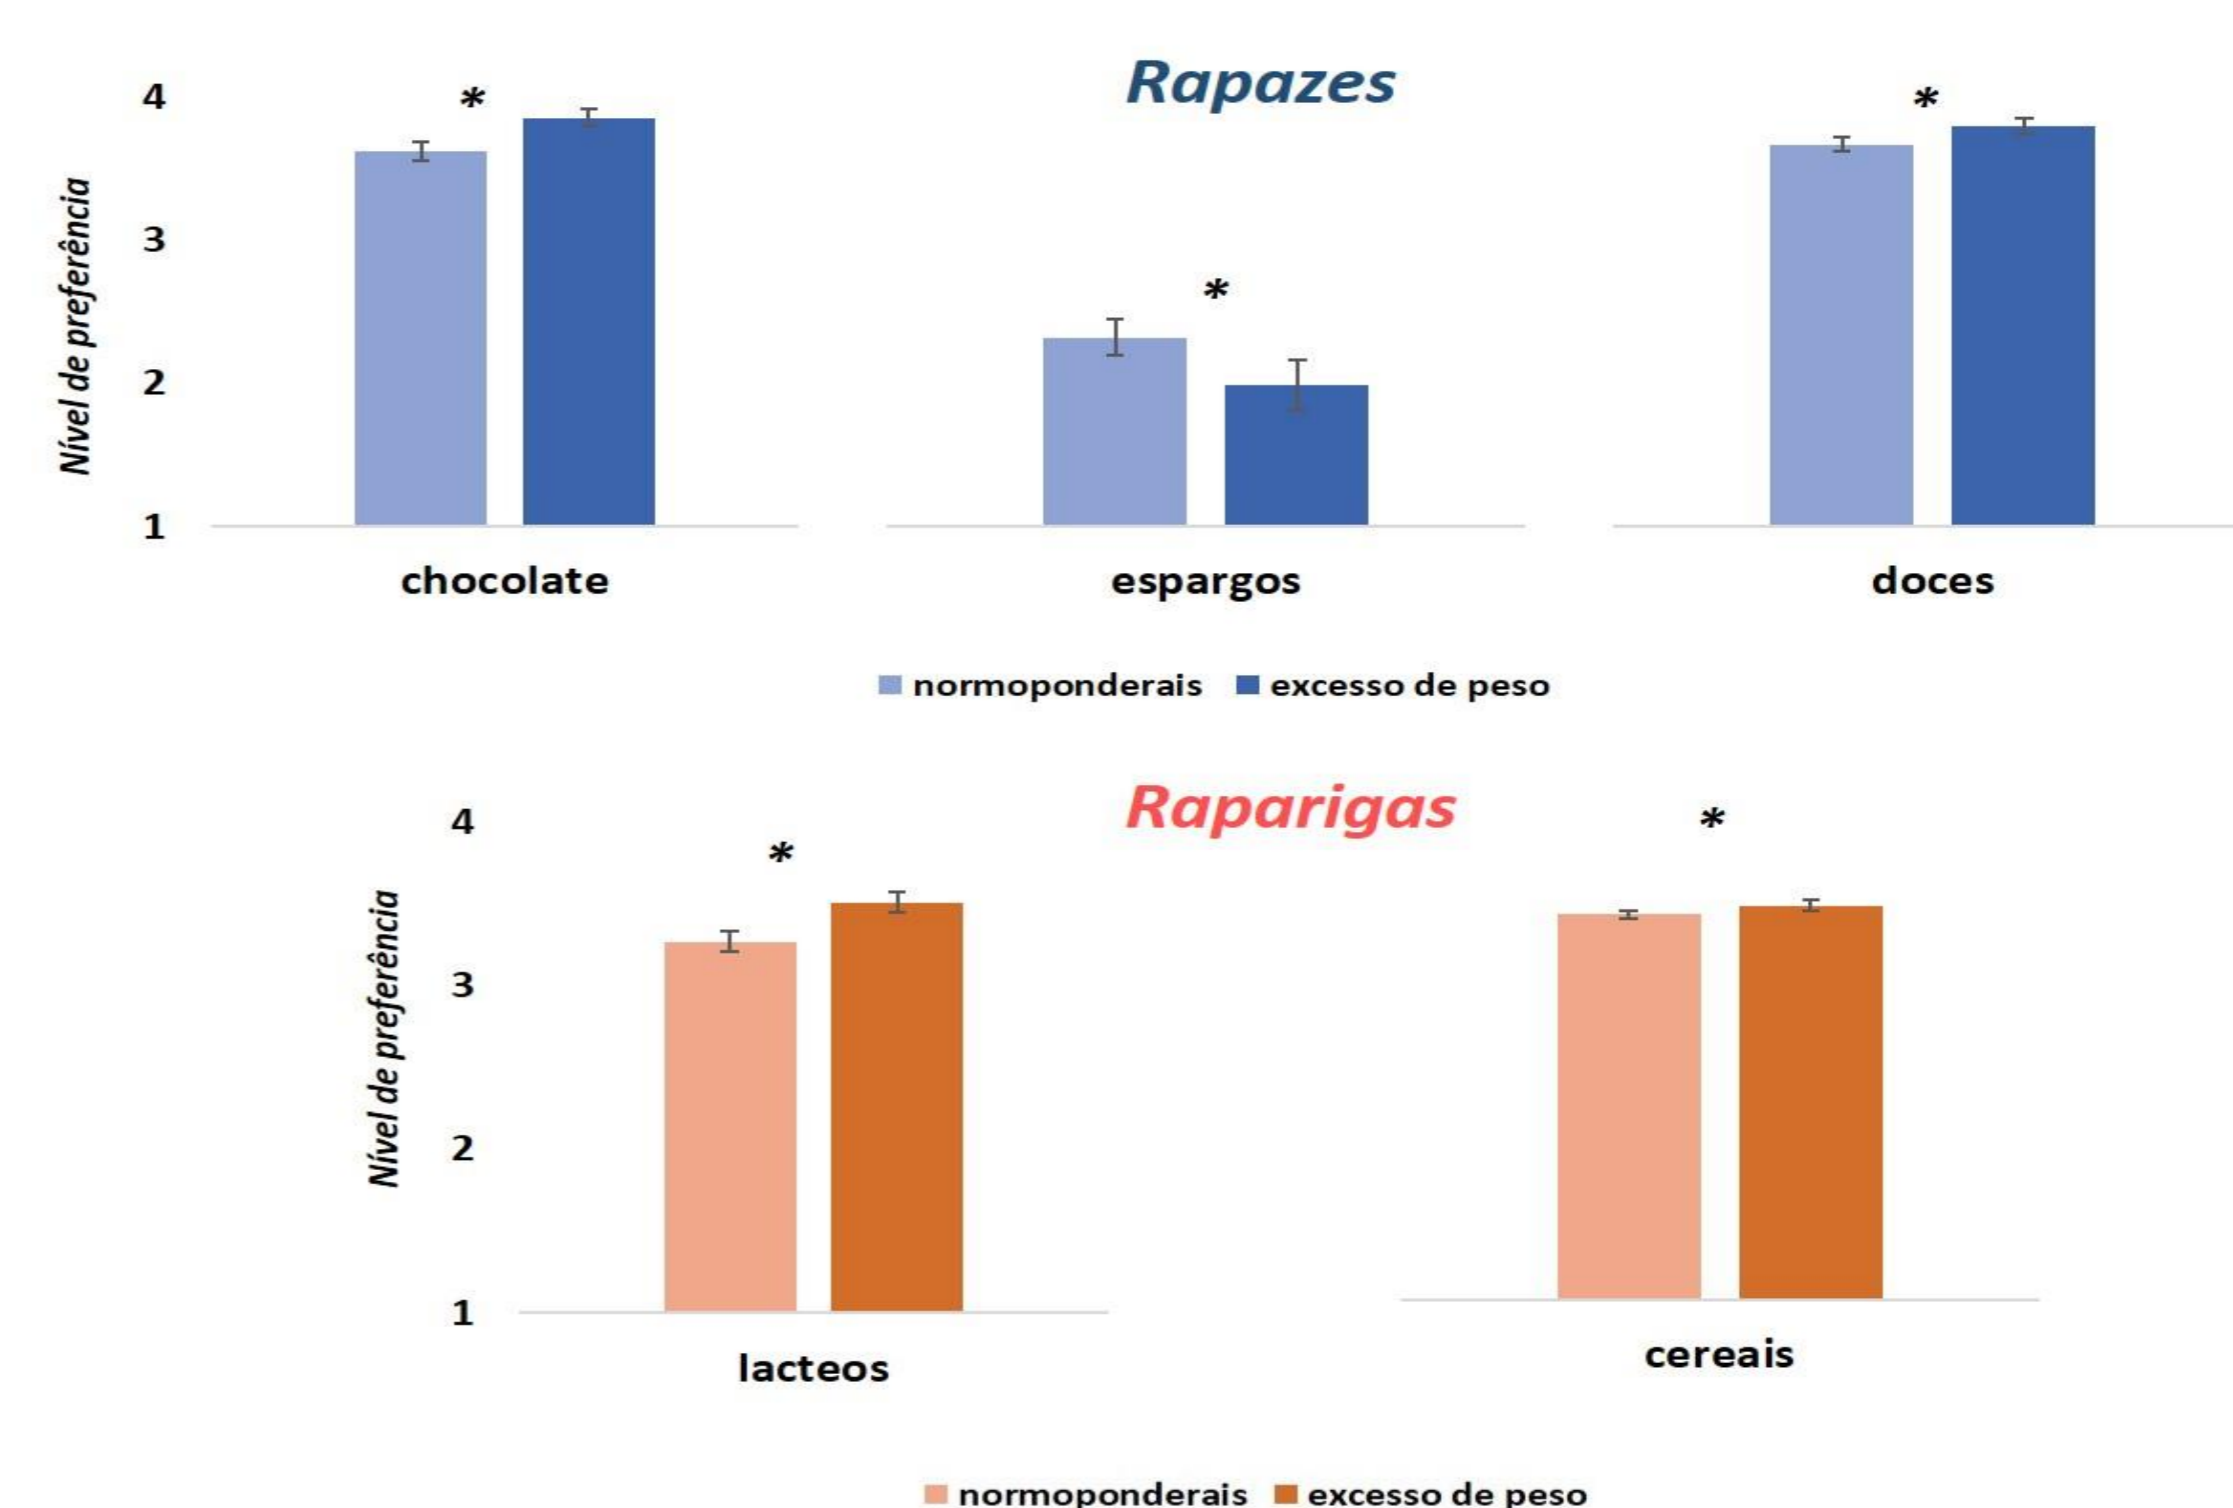 Rapazes
Nível de preferência
4
3
2
1
*
*
*
chocolate
espargos
doces
normoponderais excesso de peso
Raparigas
Nível de preferência
4
3
2
1
*
*
lacteos
cereais
normoponderais excesso de peso